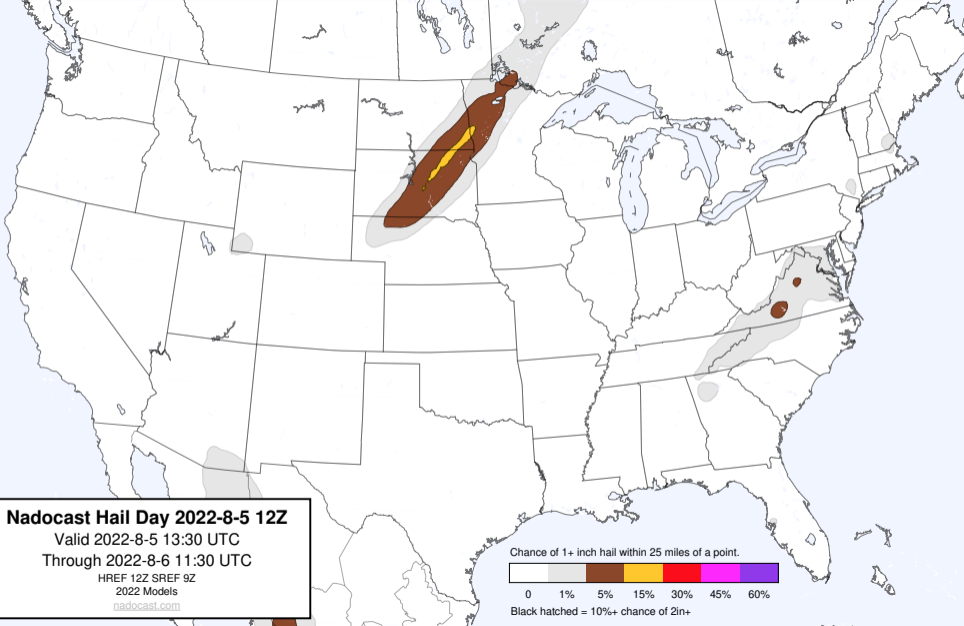 Nadocast Hail Day 2022-8-5 12Z
Valid 2022-8-5 13:30 UTC
Through 2022-8-6 11:30 UTC
HREF 12Z SREF 9Z
2022 Models
nadocast.com
Chance of 1+ inch hail within 25 miles of a point.
0 1% 5% 15% 30% 45% 60%
Black hatched = 10%+ chance of 2in+